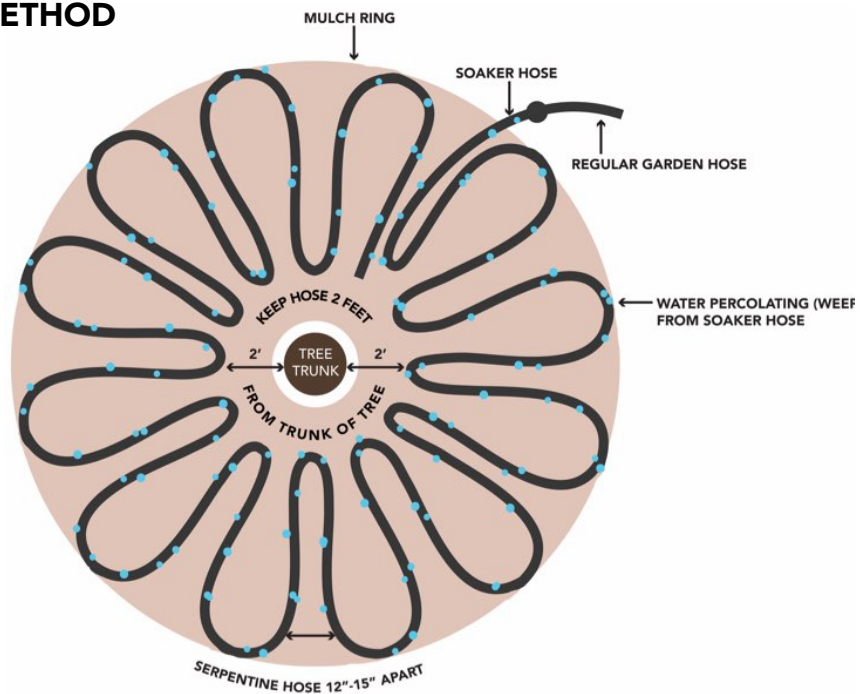 ETHOD
MULCH RING
SOAKER HOSE
REGULAR GARDEN HOSE
WATER PERCOLATING (WEEP
FROM SOAKER HOSE
KEEP HOSE 2 FEET
2’
TREE
TRUNK
2’
FROM TRUNK OF TREE
SERPENTINE HOSE 12”-15” APART